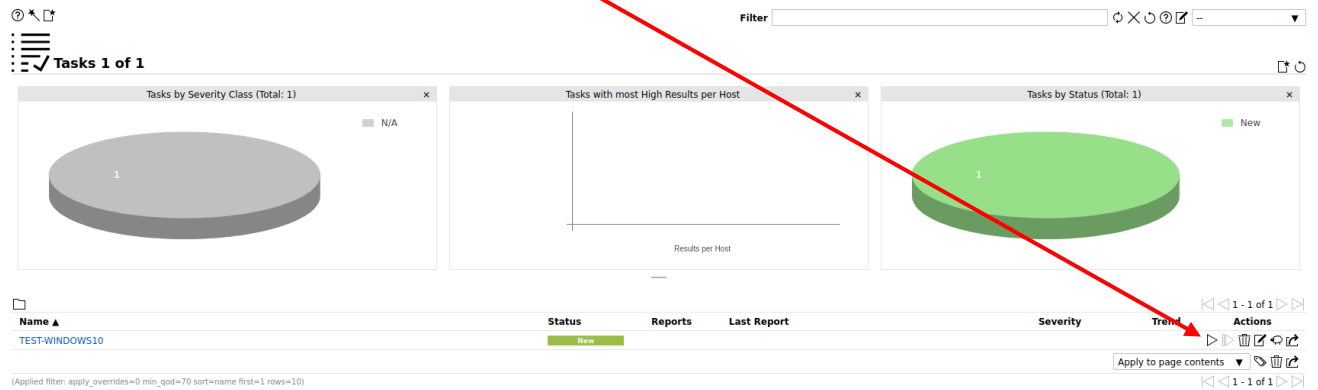 Filter
--
Tasks 1 of 1
Tasks by Severity Class (Total: 1)
×
N/A
1
Tasks with most High Results per Host
×
Results per Host
Tasks by Status (Total: 1)
×
New
1
1 - 1 of 1
Name ▲ Status Reports Last Report Severity Trend Actions
TEST-WINDOWS10 New
Apply to page contents ▼
(Applied filter: apply_overrides=0 min_qod=70 sort=name first=1 rows=10)
1 - 1 of 1